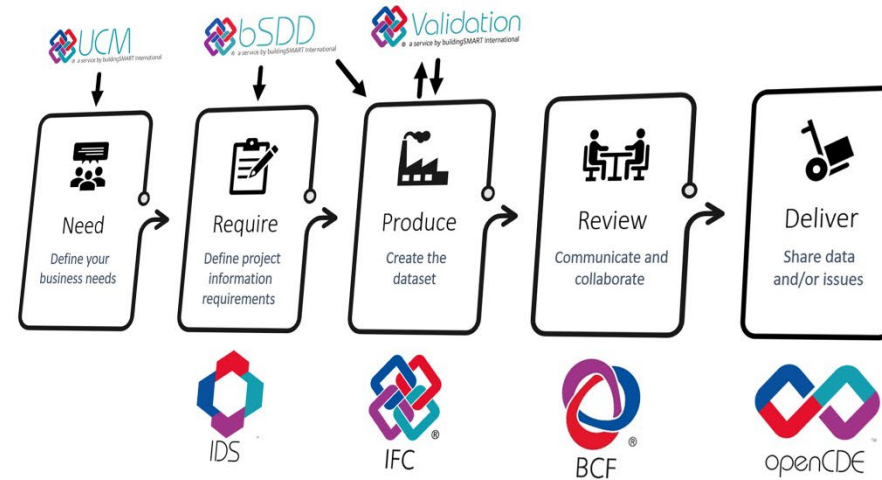 UCM
® a service by buildingSMART International
bSDD
® a service by buildingSMART International
Validation
® a service by buildingSMART International
Need
Define your
business needs
Require
Define project
information
requirements
Produce
Create the
dataset
Review
Communicate and
collaborate
Deliver
Share data
and/or issues
IDS
IFC
®
BCF
®
openCDE
™